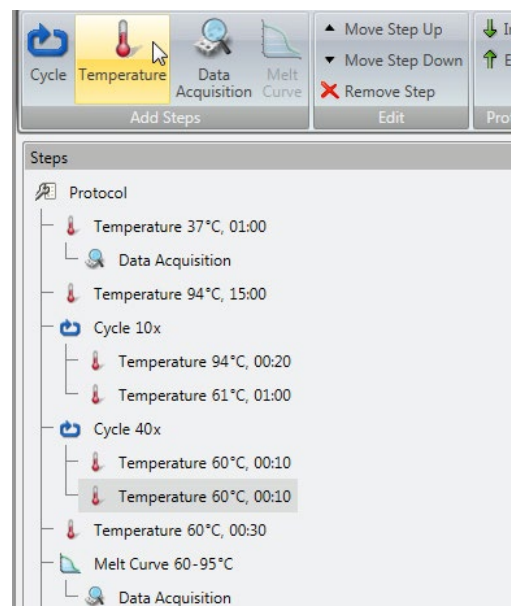 Move Step Up
Cycle Temperature Data Acquisition Melt Curve
Move Step Down
Remove Step
Add Steps
Edit
Steps
Protocol
Temperature 37°C, 01:00
Data Acquisition
Temperature 94°C, 15:00
Cycle 10x
Temperature 94°C, 00:20
Temperature 61°C, 01:00
Cycle 40x
Temperature 60°C, 00:10
Temperature 60°C, 00:10
Temperature 60°C, 00:30
Melt Curve 60-95°C
Data Acquisition